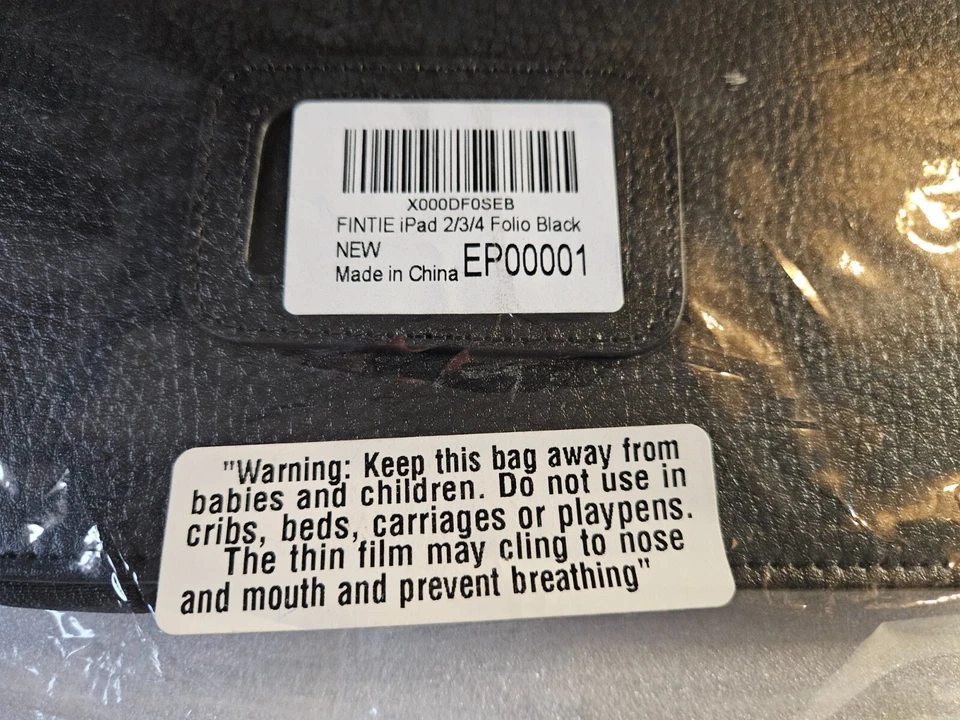 X000DF0SEB
FINTIE iPad 2/3/4 Folio Black
NEW
Made in China EP00001
"Warning: Keep this bag away from
babies and children. Do not use in
cribs, beds, carriages or playpens.
The thin film may cling to nose
and mouth and prevent breathing"